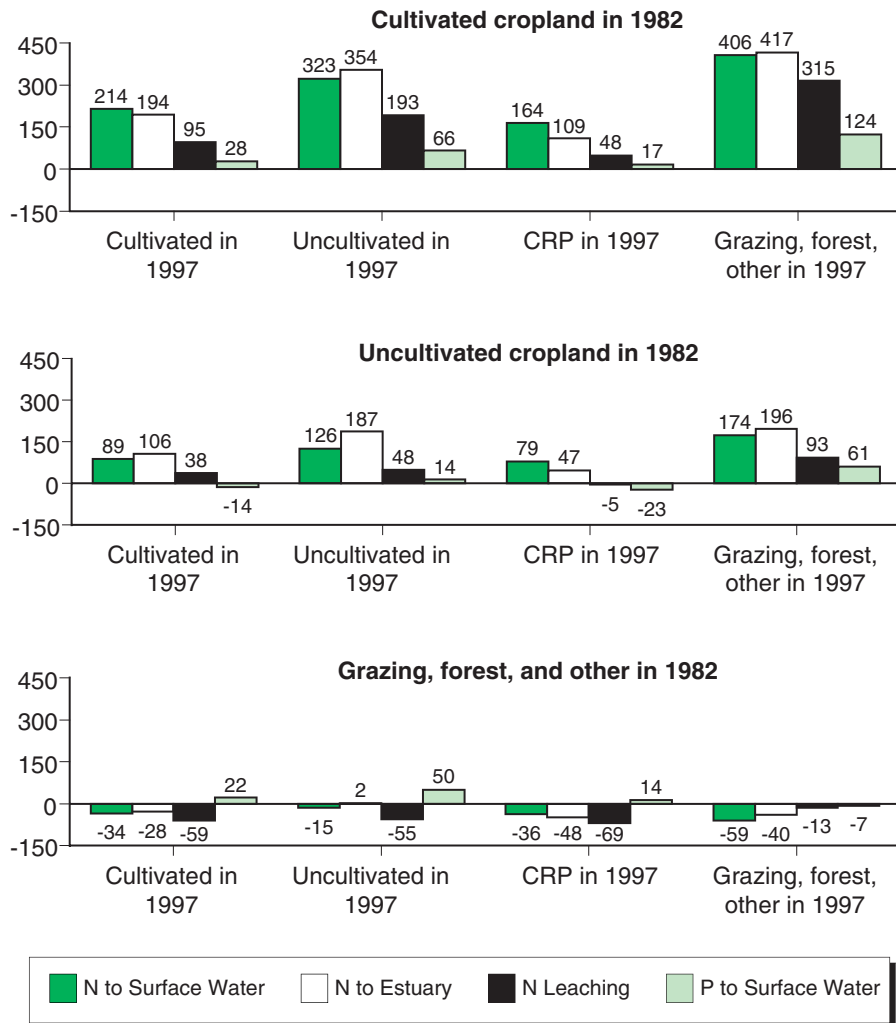 Cultivated cropland in 1982
450
300
150
0
-150
214 194 95 28
323 354 193 66
164 109 48 17
406 417 315 124
Cultivated in
1997
Uncultivated in
1997
CRP in 1997
Grazing, forest,
other in 1997
Uncultivated cropland in 1982
450
300
150
0
-150
89 106 38 -14
126 187 48 14
79 47 -5 -23
174 196 93 61
Cultivated in
1997
Uncultivated in
1997
CRP in 1997
Grazing, forest,
other in 1997
Grazing, forest, and other in 1982
450
300
150
0
-150
-34 -28 -59 22
-15 2 -55 50
-36 -48 -69 14
-59 -40 -13 -7
Cultivated in
1997
Uncultivated in
1997
CRP in 1997
Grazing, forest,
other in 1997
N to Surface Water N to Estuary N Leaching P to Surface Water